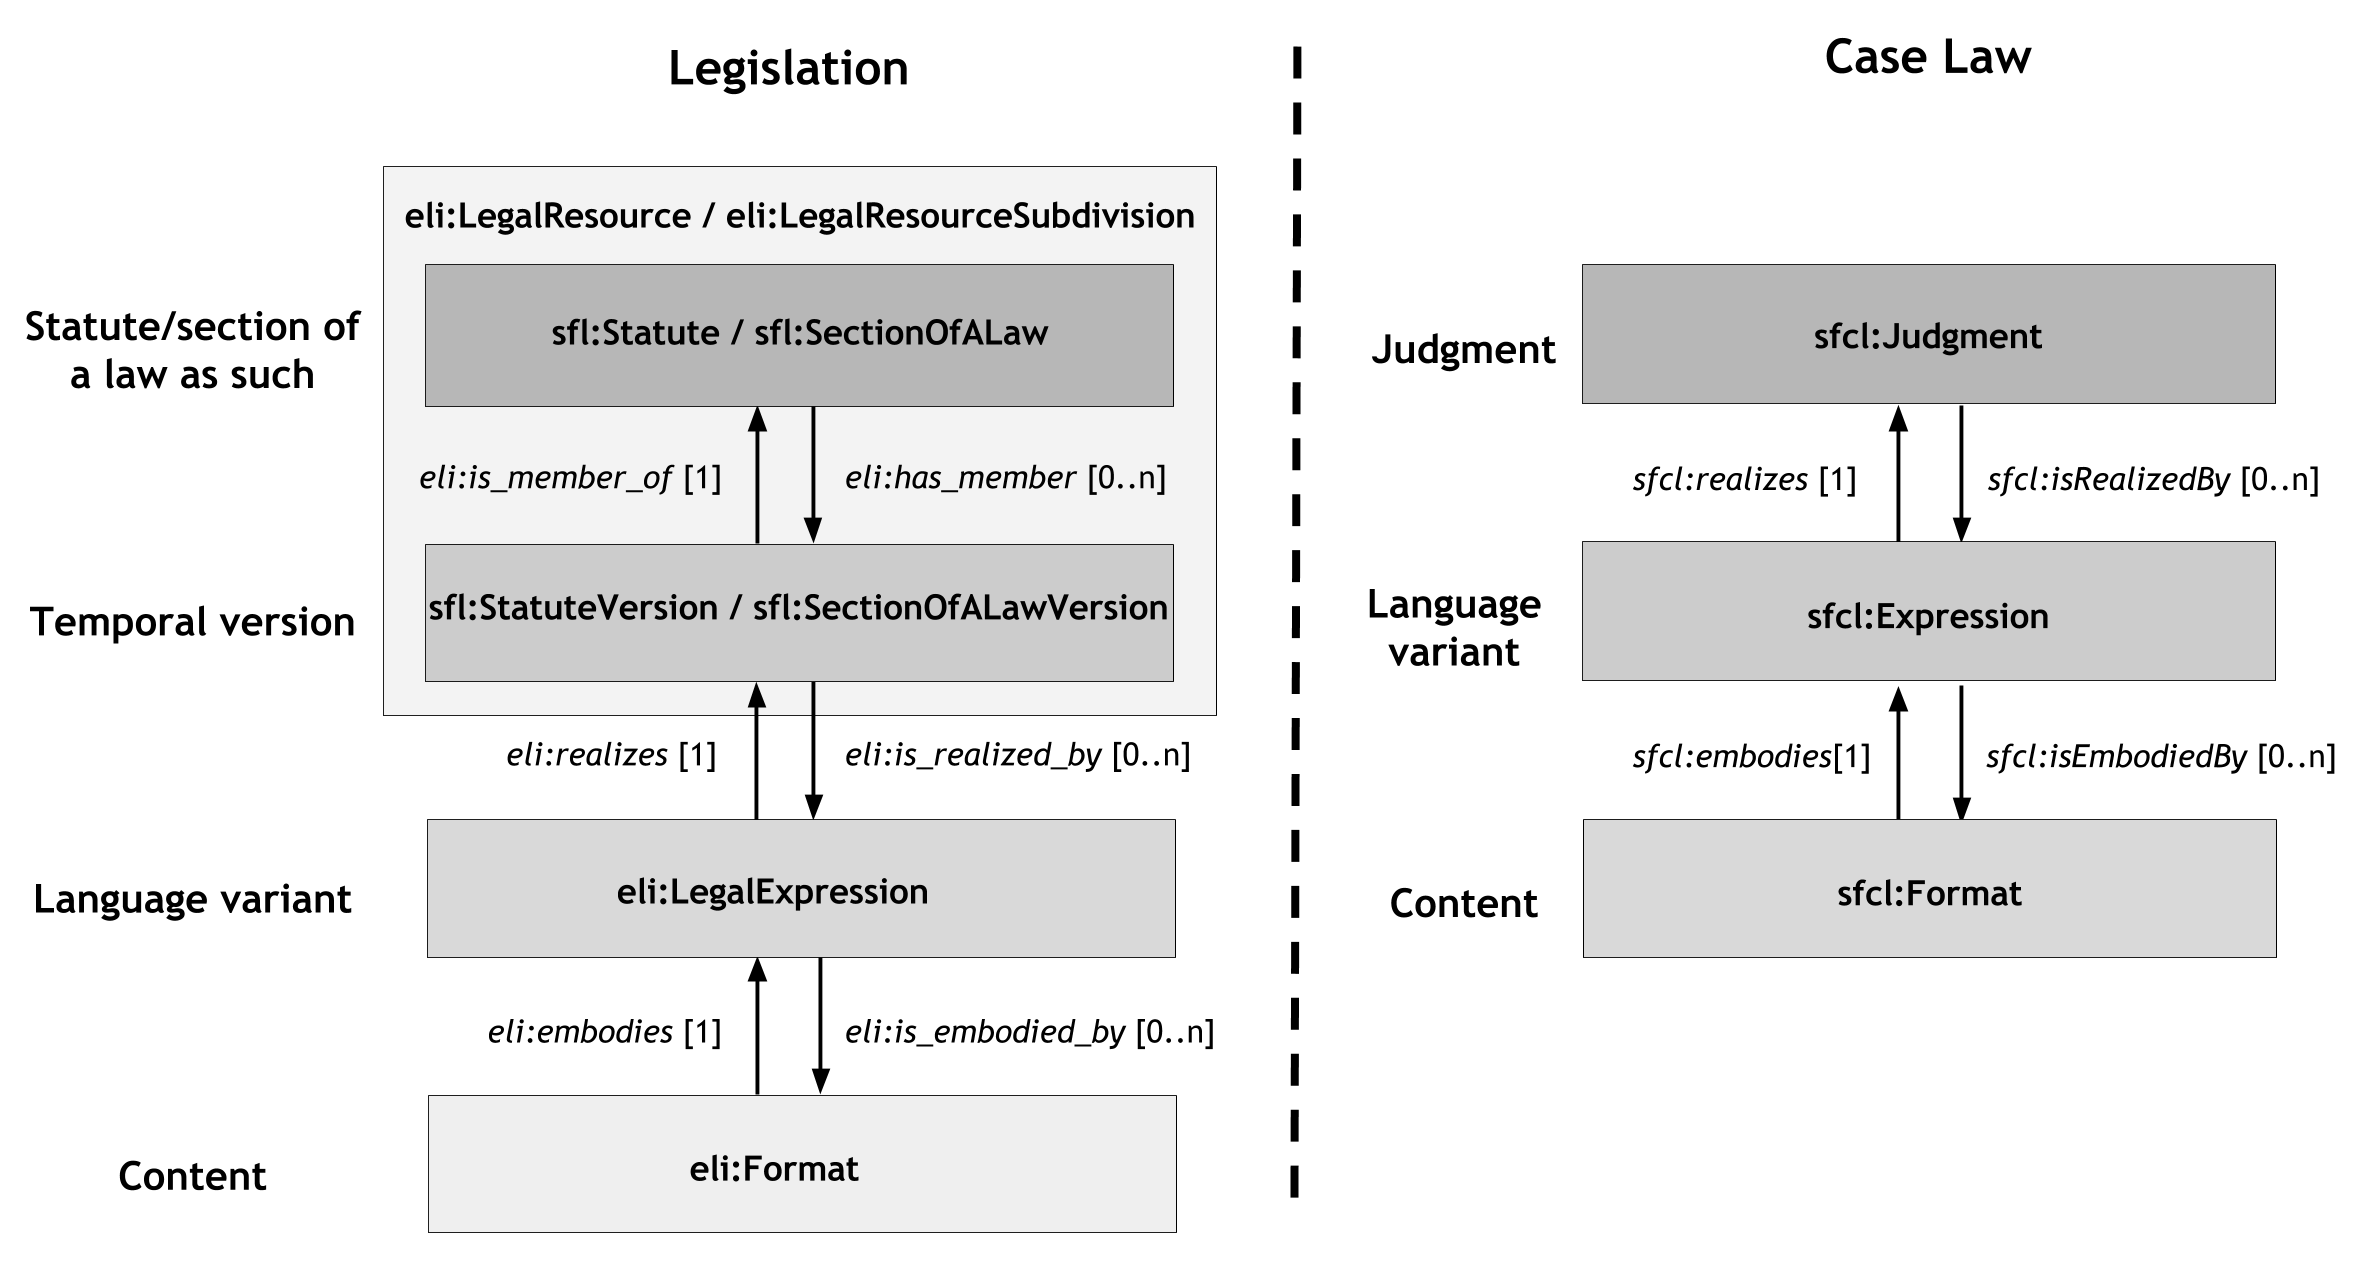 Legislation
eli:LegalResource / eli:LegalResourceSubdivision
Statute/section of
a law as such
sfl:Statute / sfl:SectionOfALaw
eli:is_member_of [1]
eli:has_member [0..n]
Temporal version
sfl:StatuteVersion / sfl:SectionOfALawVersion
eli:realizes [1]
eli:is_realized_by [0..n]
Language variant
eli:LegalExpression
eli:embodies [1]
eli:is_embodied_by [0..n]
Content
eli:Format
Case Law
Judgment
sfcl:Judgment
sfcl:realizes [1]
sfcl:isRealizedBy [0..n]
Language
variant
sfcl:Expression
sfcl:embodies[1]
sfcl:isEmbodiedBy [0..n]
Content
sfcl:Format